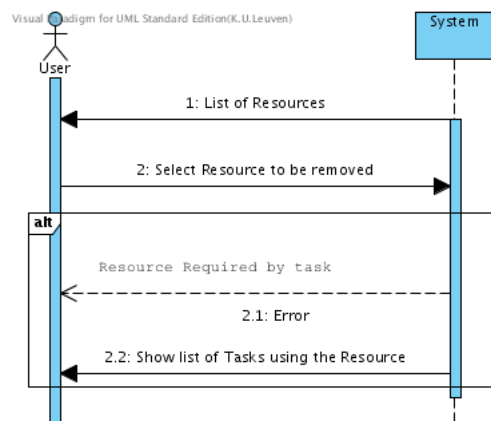 Visual Paradigm for UML Standard Edition(K.U.Leuven)
System
User
1: List of Resources
2: Select Resource to be removed
alt
Resource Required by task
2.1: Error
2.2: Show list of Tasks using the Resource